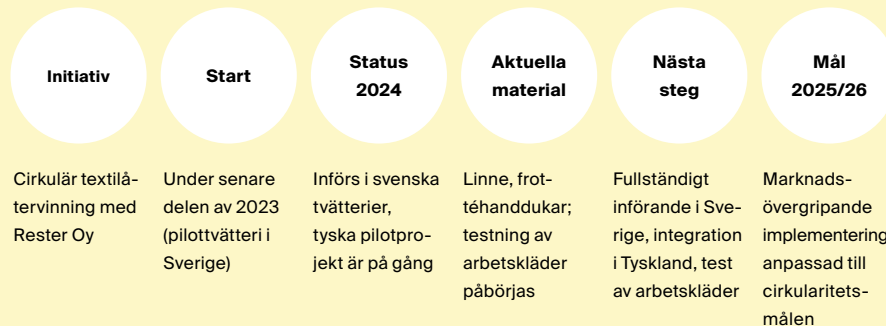 Initiativ
Start
Status
2024
Aktuella
material
Nästa
steg
Mål
2025/26
Cirkulär textilå-
tervinning med
Rester Oy
Under senare
delen av 2023
(pilottvätteri i
Sverige)
Införs i svenska
tvätterier,
tyska pilotpro-
jekt är på gång
Linne, frot-
téhanddukar;
testning av
arbetskläder
påbörjas
Fullständigt
införande i Sve-
rige, integration
i Tyskland, test
av arbetskläder
Marknads-
övergripande
implementering
anpassad till
cirkularitets-
målen